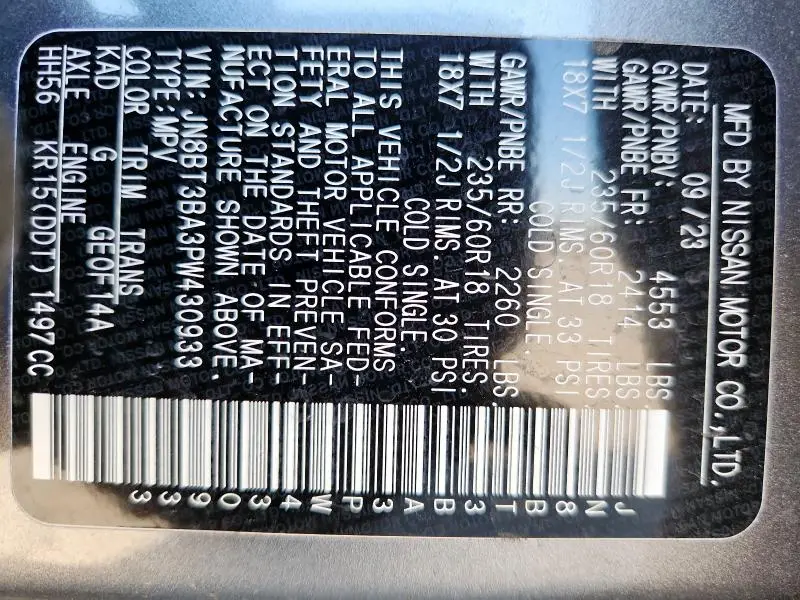 MFD BY NISSAN MOTOR CO.,LTD.
DATE: 09/23
GVWR/PNBV: 4553 LBS.
GAWR/PNBE FR: 2414 LBS.
WITH 235/60R18 TIRES.
18X7 1/2J RIMS. AT 33 PSI
COLD SINGLE.
GAWR/PNBE RR: 2260 LBS.
WITH 235/60R18 TIRES.
18X7 1/2J RIMS. AT 30 PSI
COLD SINGLE.
THIS VEHICLE CONFORMS
TO ALL APPLICABLE FED-
ERAL MOTOR VEHICLE SA-
FETY AND THEFT PREVEN-
TION STANDARDS IN EFF-
ECT ON THE DATE OF MA-
NUFACTURE SHOWN ABOVE.
VIN: JN8BT3BA3PW430933
TYPE:MPV
COLOR TRIM TRANS
KAD G GE0F14A
AXLE ENGINE
HH56 KR15(DDT) 1497CC
JN8BT3BA3PW430933